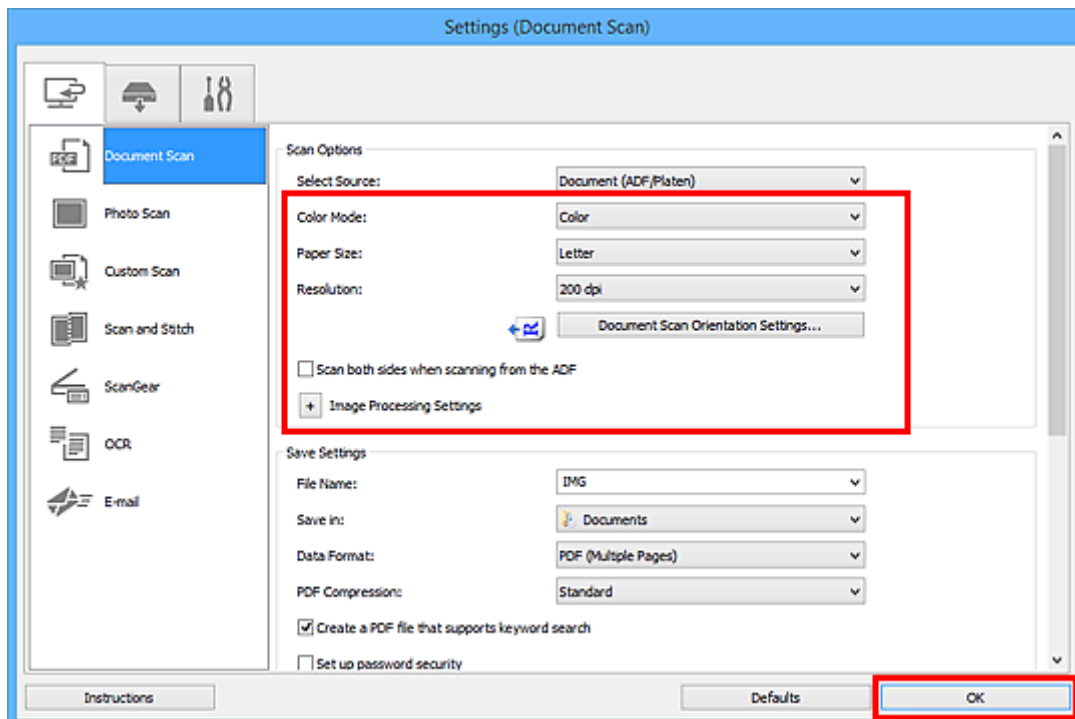 Settings (Document Scan)
PDF
Document Scan
Photo Scan
Custom Scan
Scan and Stitch
ScanGear
OCR
E-mail
Scan Options
Select Source: Document (ADF/Platen)
Color Mode: Color
Paper Size: Letter
Resolution: 200 dpi
R Document Scan Orientation Settings...
Scan both sides when scanning from the ADF
+ Image Processing Settings
Save Settings
File Name: IMG
Save in: Documents
Data Format: PDF (Multiple Pages)
PDF Compression: Standard
Create a PDF file that supports keyword search
Set up password security
Instructions Defaults OK